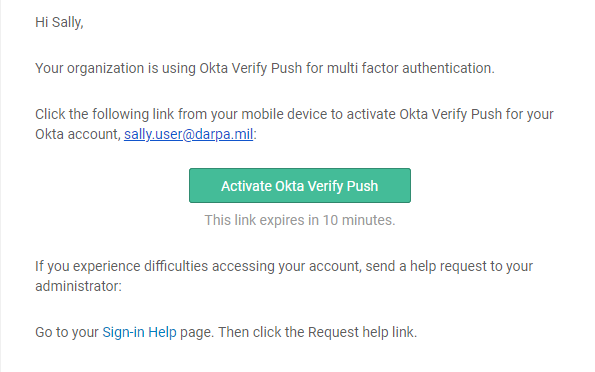 Hi Sally,
Your organization is using Okta Verify Push for multi factor authentication.
Click the following link from your mobile device to activate Okta Verify Push for your
Okta account, sally.user@darpa.mil:
Activate Okta Verify Push
This link expires in 10 minutes.
If you experience difficulties accessing your account, send a help request to your
administrator:
Go to your Sign-in Help page. Then click the Request help link.